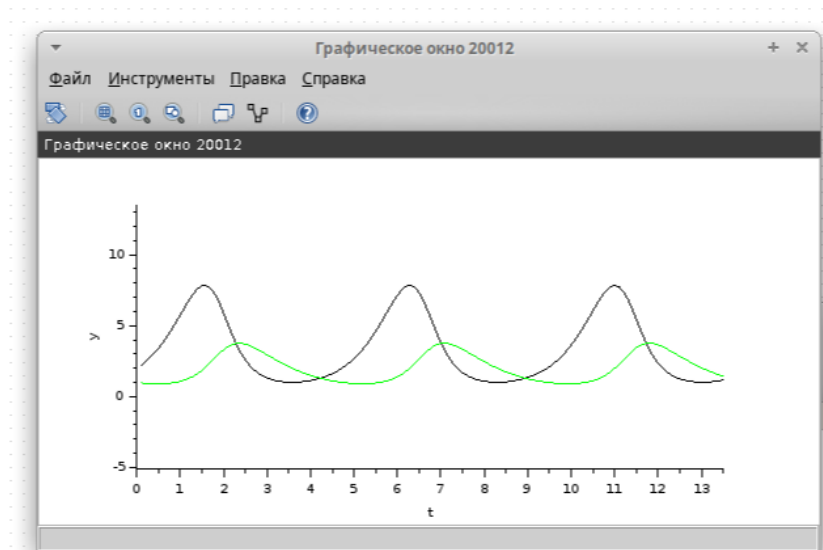 Графическое окно 20012
Файл Инструменты Правка Справка
Графическое окно 20012
10
5
y
0
-5
0 1 2 3 4 5 6 7 8 9 10 11 12 13
t